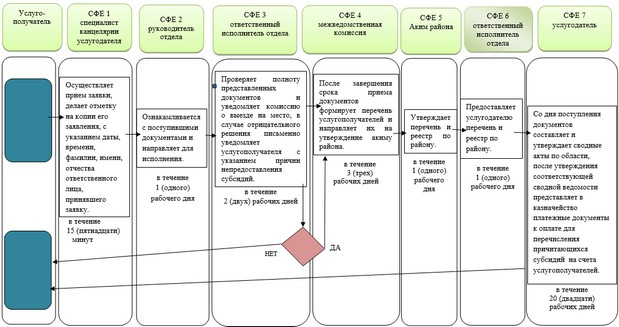 Услуго-
получатель
СФЕ 1
специалист
канцелярии
услугодателя
СФЕ 2
руководитель
отдела
СФЕ 3
ответственный
исполнитель отдела
СФЕ 4
межведомственная
комиссия
СФЕ 5
Аким района
СФЕ 6
ответственный
исполнитель
отдела
СФЕ 7
услугодатель
Осуществляет
прием заявки,
делает отметку
на копии его
заявления, с
указанием даты,
времени,
фамилии, имени,
отчества
ответственного
лица,
принявшего
заявку.
в течение
15 (пятнадцати)
минут
Ознакамливается
с поступившими
документами и
направляет для
исполнения.
в течение
1 (одного)
рабочего дня
Проверяет полноту
представленных
документов и
уведомляет комиссию
о выезде на место, в
случае отрицательного
решения письменно
уведомляет
услугополучателя с
указанием причин
непредоставления
субсидий.
в течение
2 (двух) рабочих дней
После завершения
срока приема
документов
формирует перечень
услугополучателей и
направляет их на
утверждение акиму
района.
в течение
3 (трех)
рабочих дней
Утверждает
перечень и
реестр по
району.
в течение
1 (одного)
рабочего
дня
Предоставляет
услугодателю
перечень и
реестр по
району.
в течение
1 (одного)
рабочего дня
Со дня поступления
документов
составляет и
утверждает сводные
акты по области,
после утверждения
соответствующей
сводной ведомости
представляет в
казначейство
платежные документы
к оплате для
перечисления
причитающихся
субсидий на счета
услугополучателей.
в течение
20 (двадцати)
рабочих дней
НЕТ
ДА